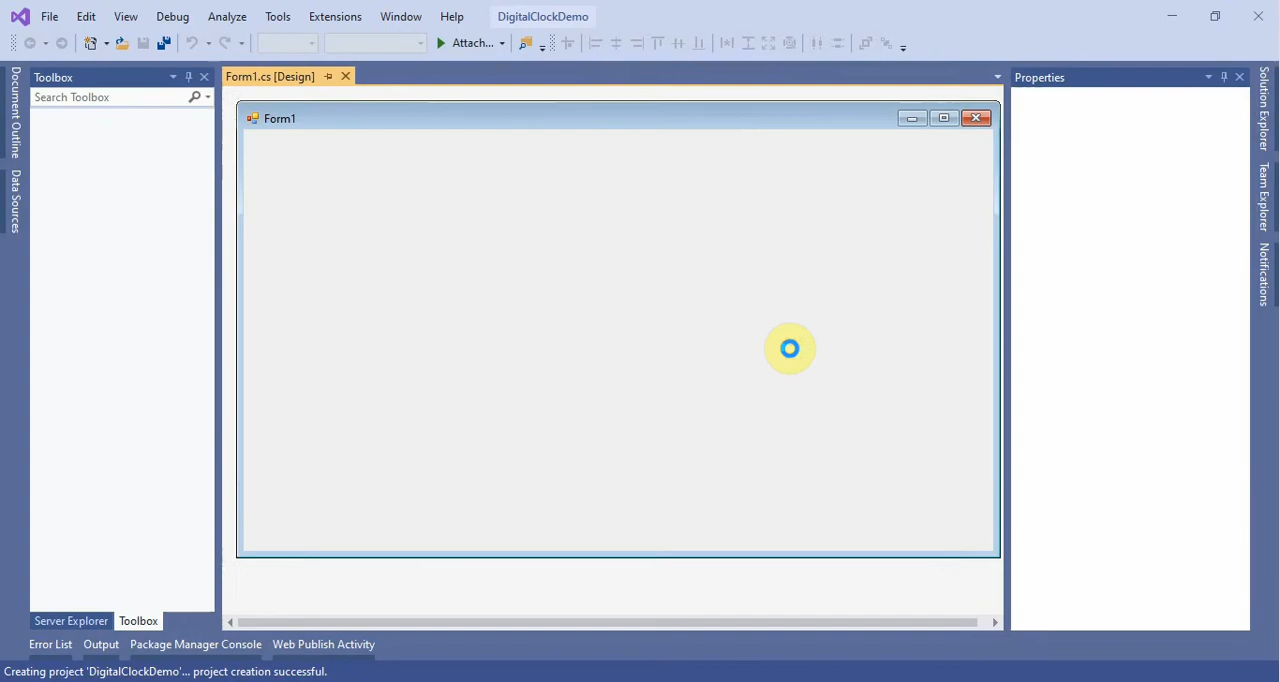 File Edit View Debug Analyze Tools Extensions Window Help DigitalClockDemo
Attach...
Document Outline
Data Sources
Toolbox
Search Toolbox
Server Explorer Toolbox
Form1.cs [Design]
Form1
Properties
Solution Explorer
Team Explorer
Notifications
Error List Output Package Manager Console Web Publish Activity
Creating project 'DigitalClockDemo'... project creation successful.